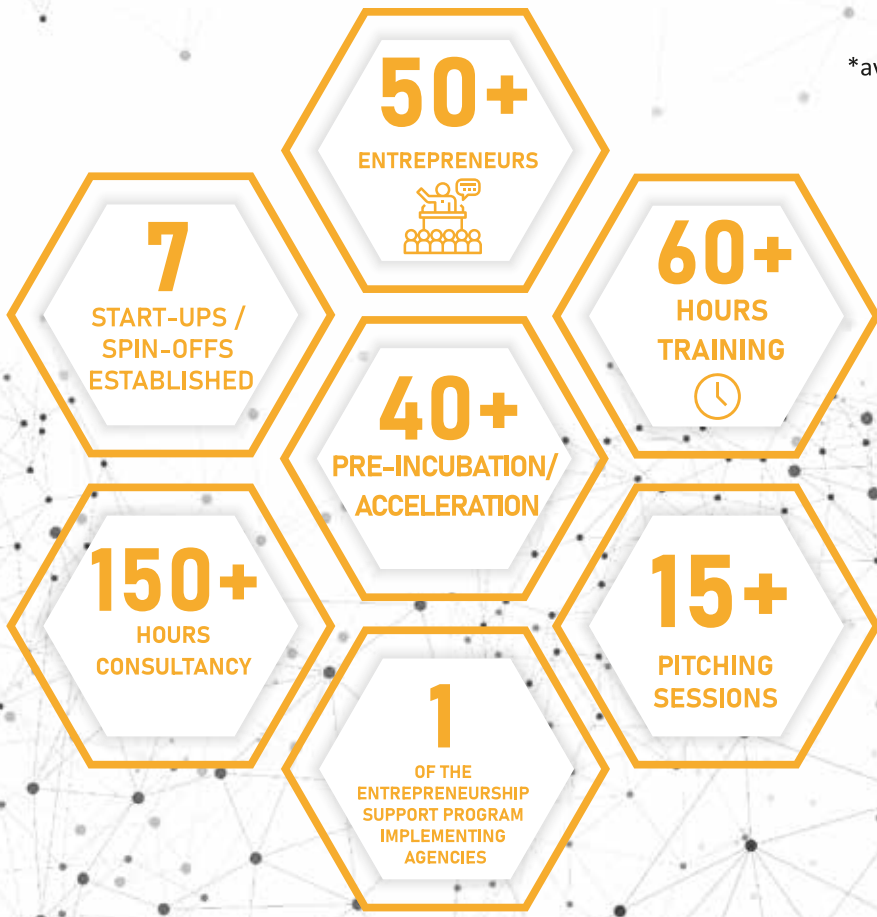 *av
50+
ENTREPRENEURS
7
START-UPS /
SPIN-OFFS
ESTABLISHED
60+
HOURS
TRAINING
40+
PRE-INCUBATION/
ACCELERATION
150+
HOURS
CONSULTANCY
15+
PITCHING
SESSIONS
1
OF THE
ENTREPRENEURSHIP
SUPPORT PROGRAM
IMPLEMENTING
AGENCIES